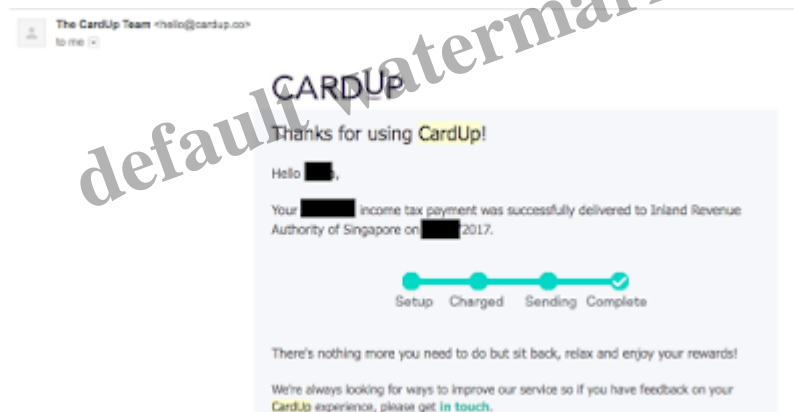 The CardUp Team <hello@cardup.co>
to me
CARDUP
Thanks for using CardUp!
Hello ,
Your income tax payment was successfully delivered to Inland Revenue
Authority of Singapore on 2017.
Setup Charged Sending Complete
There's nothing more you need to do but sit back, relax and enjoy your rewards!
We're always looking for ways to improve our service so if you have feedback on your
CardUp experience, please get in touch.
default watermark